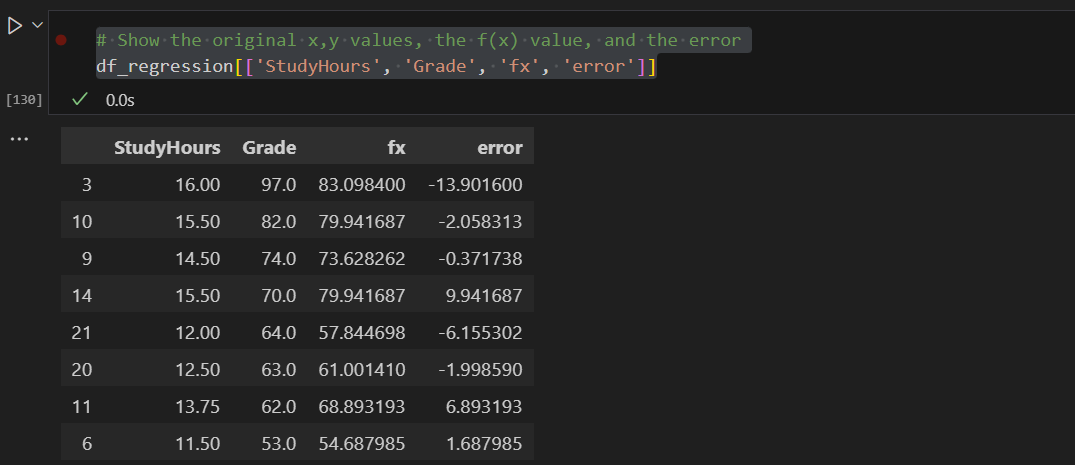 # Show the original x,y values, the f(x) value, and the error
df_regression[['StudyHours', 'Grade', 'fx', 'error']]
[130]
0.0s
...
StudyHours Grade fx error
3 16.00 97.0 83.098400 -13.901600
10 15.50 82.0 79.941687 -2.058313
9 14.50 74.0 73.628262 -0.371738
14 15.50 70.0 79.941687 9.941687
21 12.00 64.0 57.844698 -6.155302
20 12.50 63.0 61.001410 -1.998590
11 13.75 62.0 68.893193 6.893193
6 11.50 53.0 54.687985 1.687985